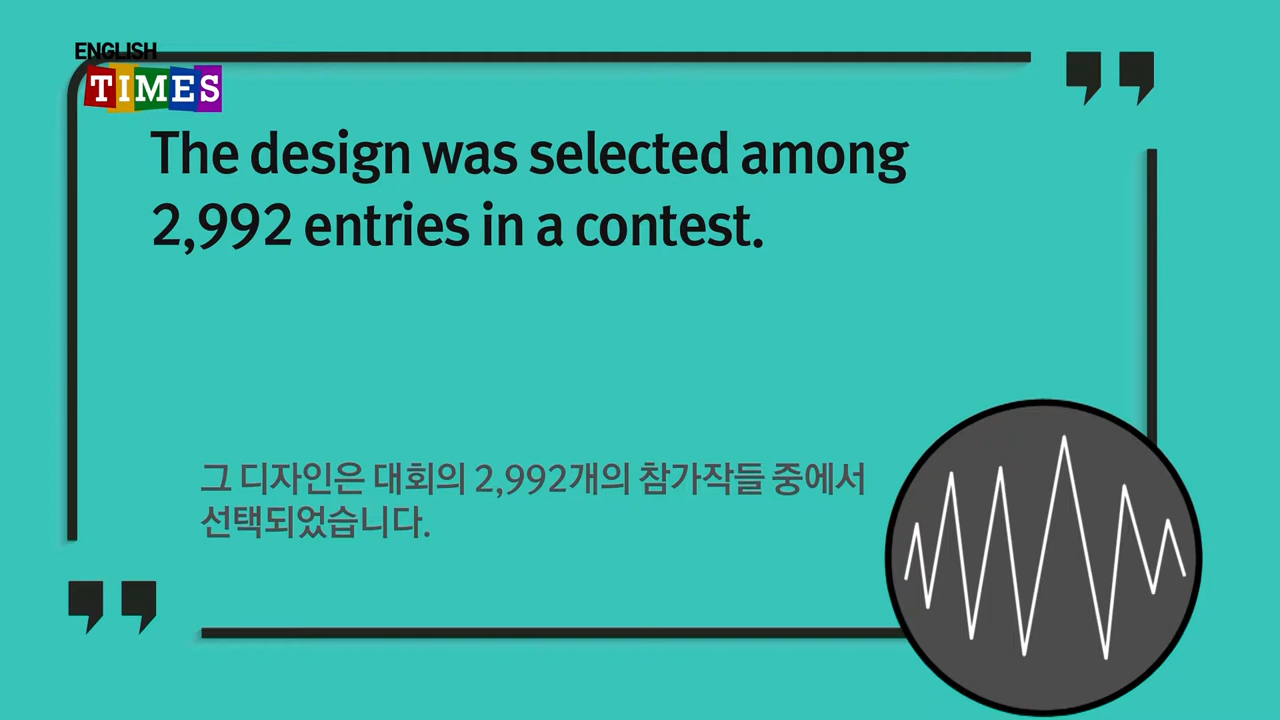 ENGLISH
TIMES
The design was selected among
2,992 entries in a contest.
그 디자인은 대회의 2,992개의 참가작들 중에서
선택되었습니다.